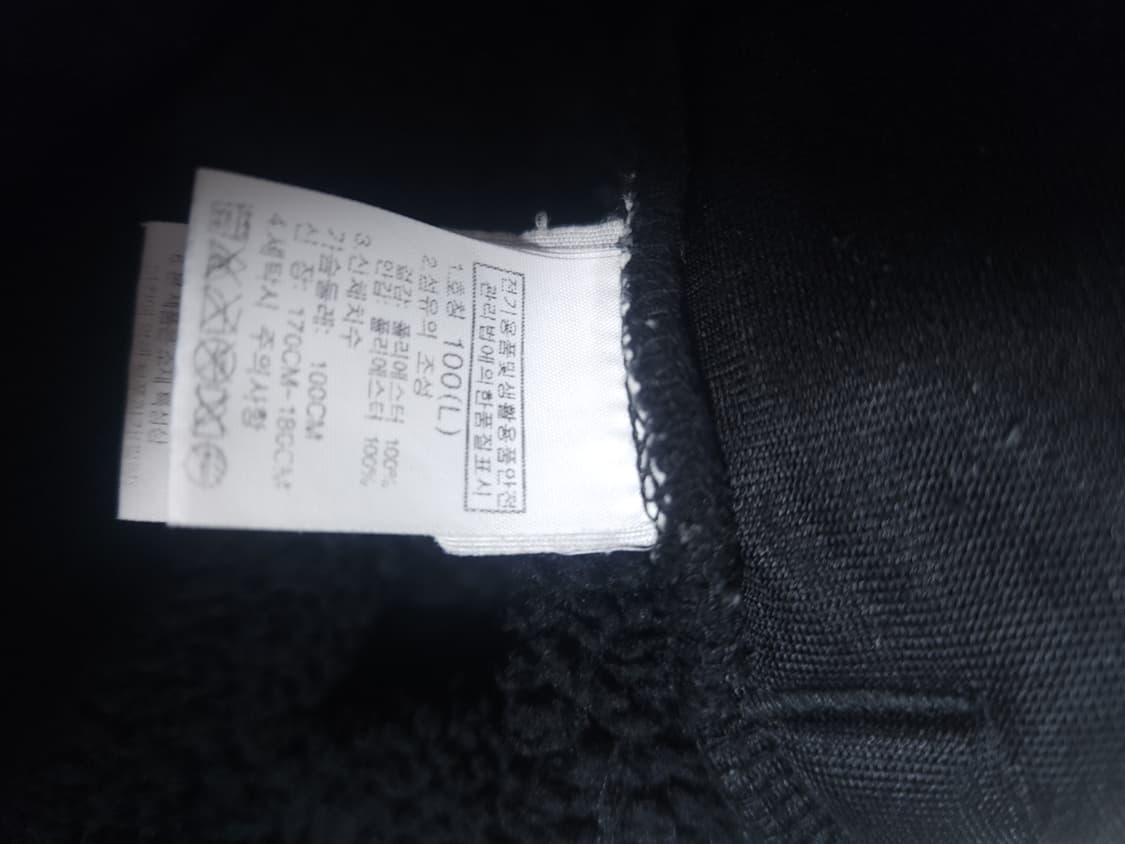 전기용품및생활용품안전
관리법에의한품질표시
1.호칭 100(L)
2.섬유의 조성
겉감: 폴리에스터 100%
안감: 폴리에스터 100%
3.신체치수
가슴둘레: 100CM
신 장: 170CM-180CM
4.세탁시 주의사항